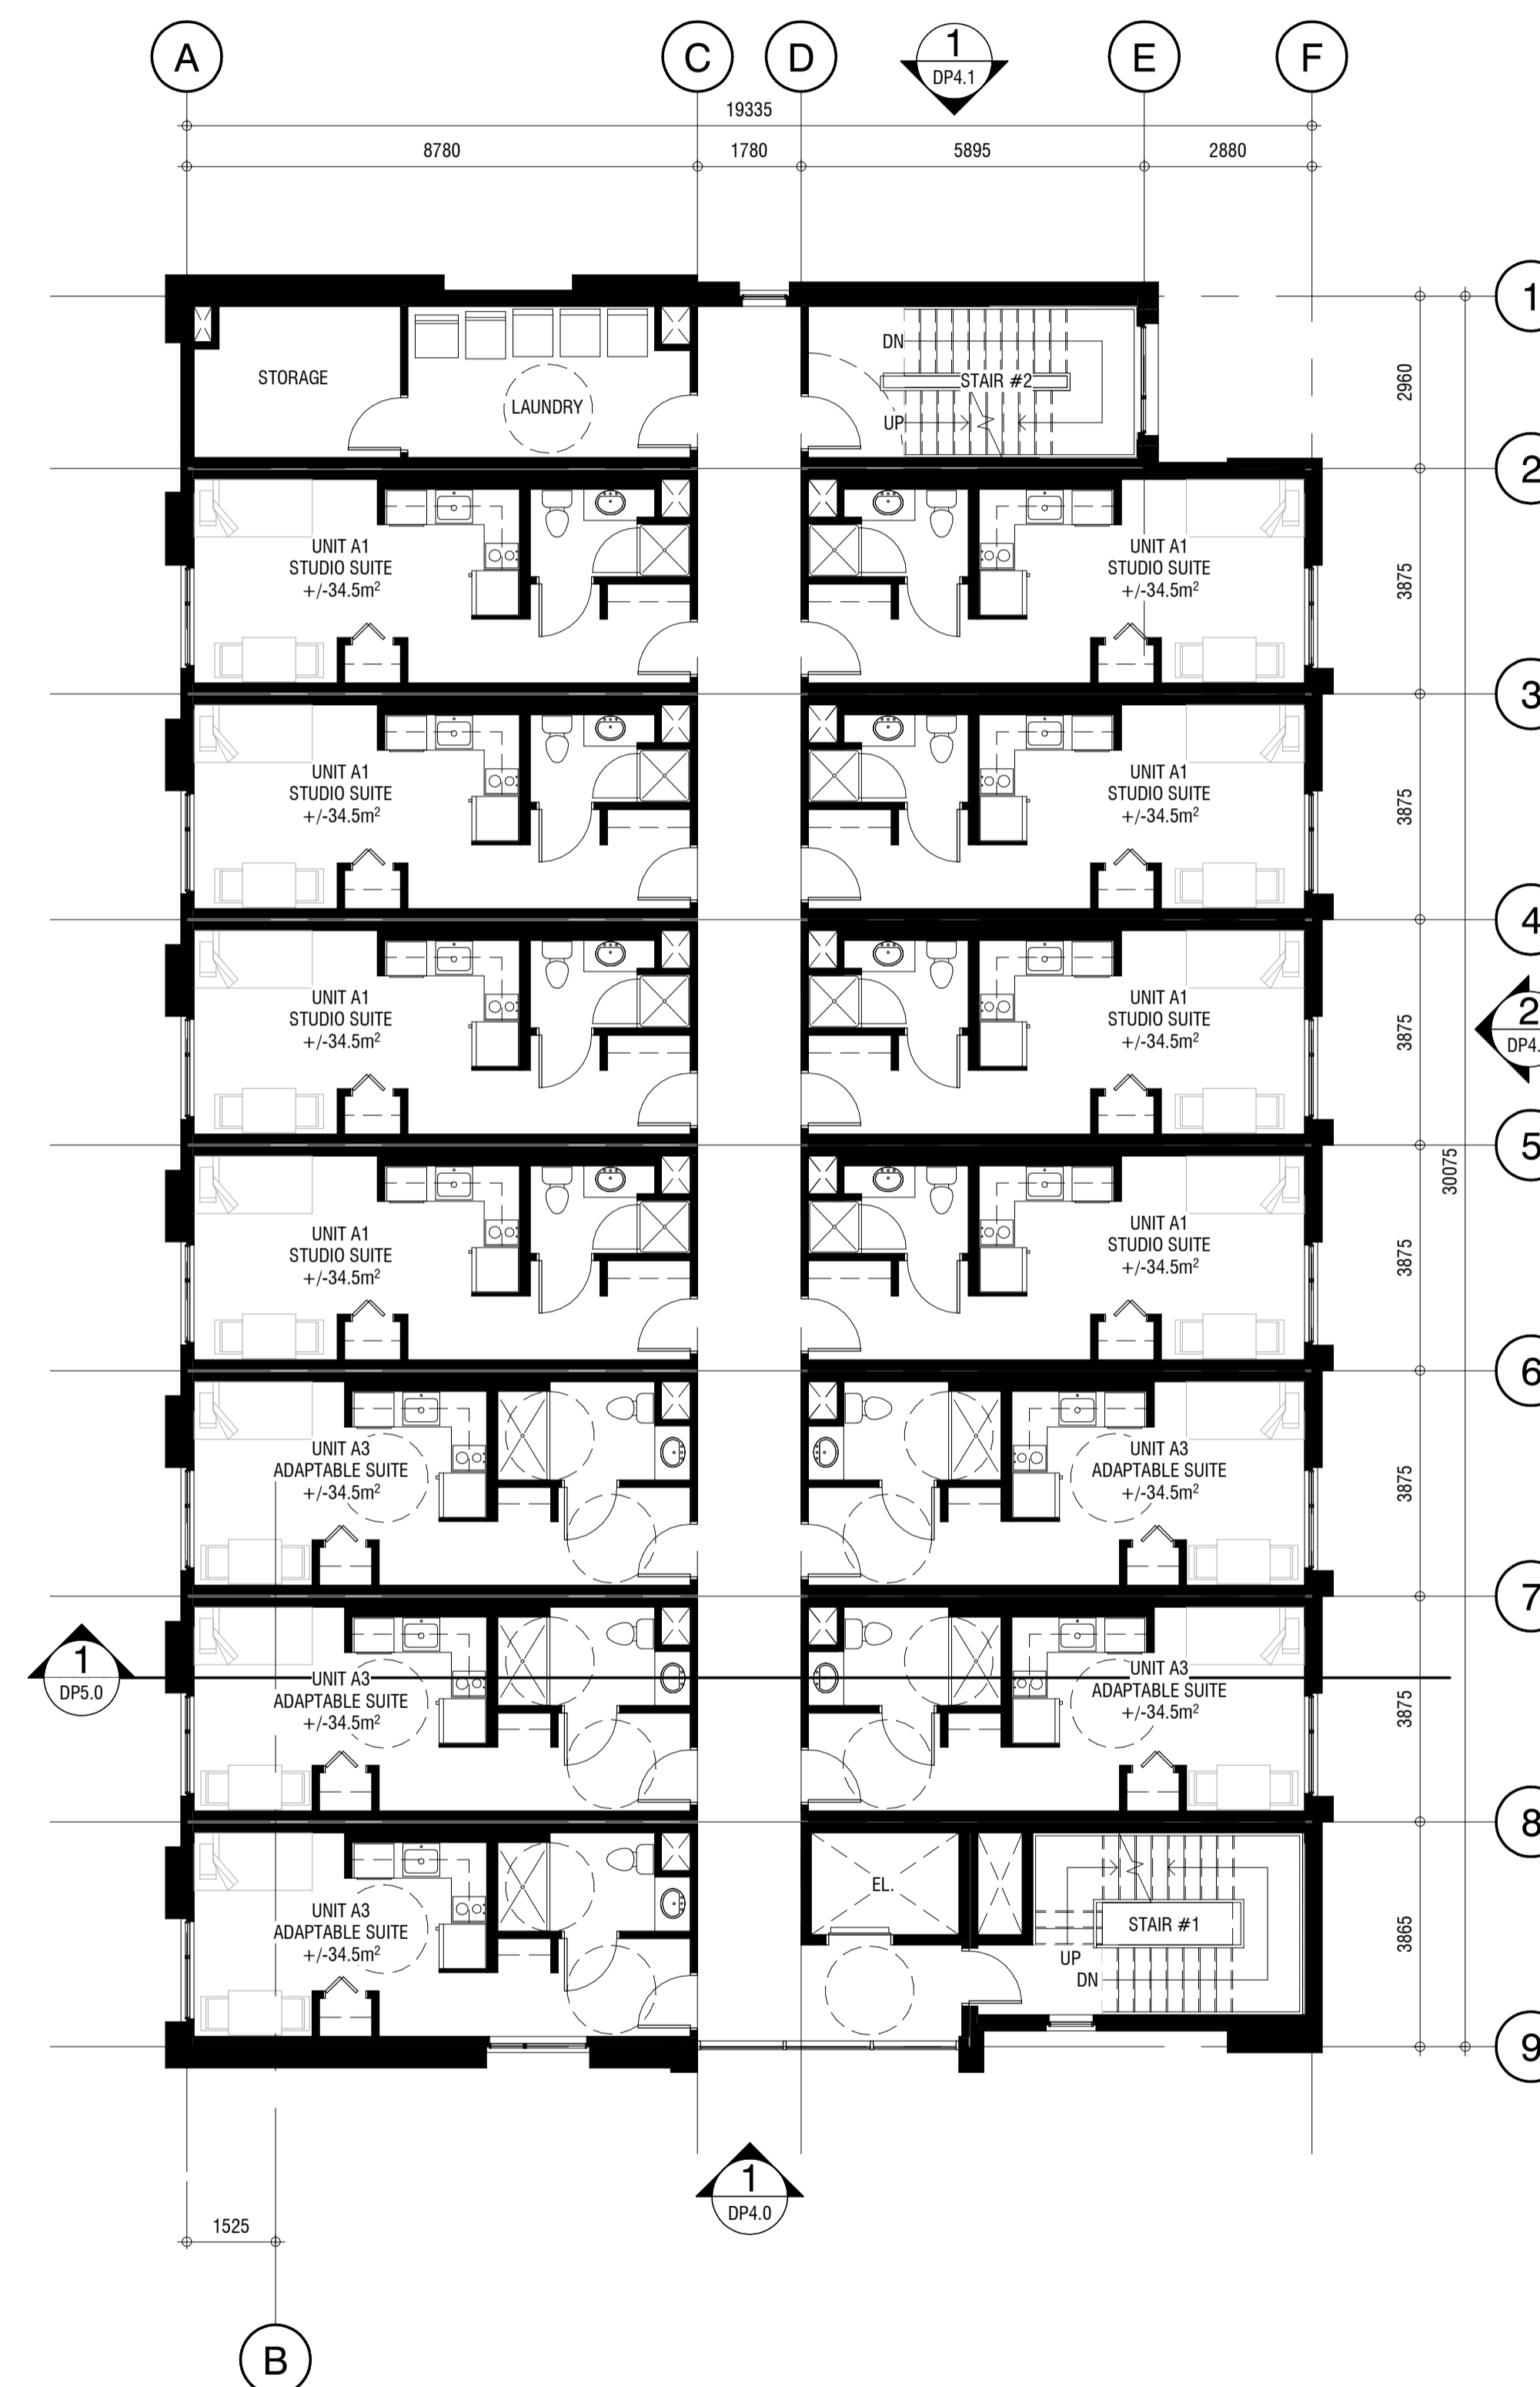 A
C
D
1
DP4.1
E
F
19335
8780
1780
5895
2880
1
STORAGE
LAUNDRY
DN
STAIR #2
UP
2960
2
UNIT A1
STUDIO SUITE
+/-34.5m²
UNIT A1
STUDIO SUITE
+/-34.5m²
3875
3
UNIT A1
STUDIO SUITE
+/-34.5m²
UNIT A1
STUDIO SUITE
+/-34.5m²
3875
4
UNIT A1
STUDIO SUITE
+/-34.5m²
UNIT A1
STUDIO SUITE
+/-34.5m²
3875
2
DP4.
5
30075
UNIT A1
STUDIO SUITE
+/-34.5m²
UNIT A1
STUDIO SUITE
+/-34.5m²
3875
6
UNIT A3
ADAPTABLE SUITE
+/-34.5m²
UNIT A3
ADAPTABLE SUITE
+/-34.5m²
3875
7
1
DP5.0
UNIT A3
ADAPTABLE SUITE
+/-34.5m²
UNIT A3
ADAPTABLE SUITE
+/-34.5m²
3875
8
UNIT A3
ADAPTABLE SUITE
+/-34.5m²
EL.
STAIR #1
UP
DN
3865
9
1
DP4.0
1525
B